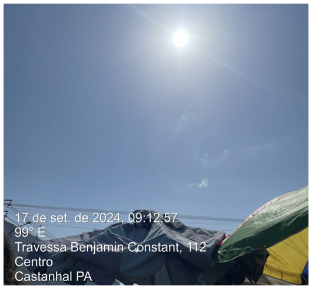 17 de set. de 2024, 09:12:57
99° E
Travessa Benjamin Constant, 112
Centro
Castanhal PA